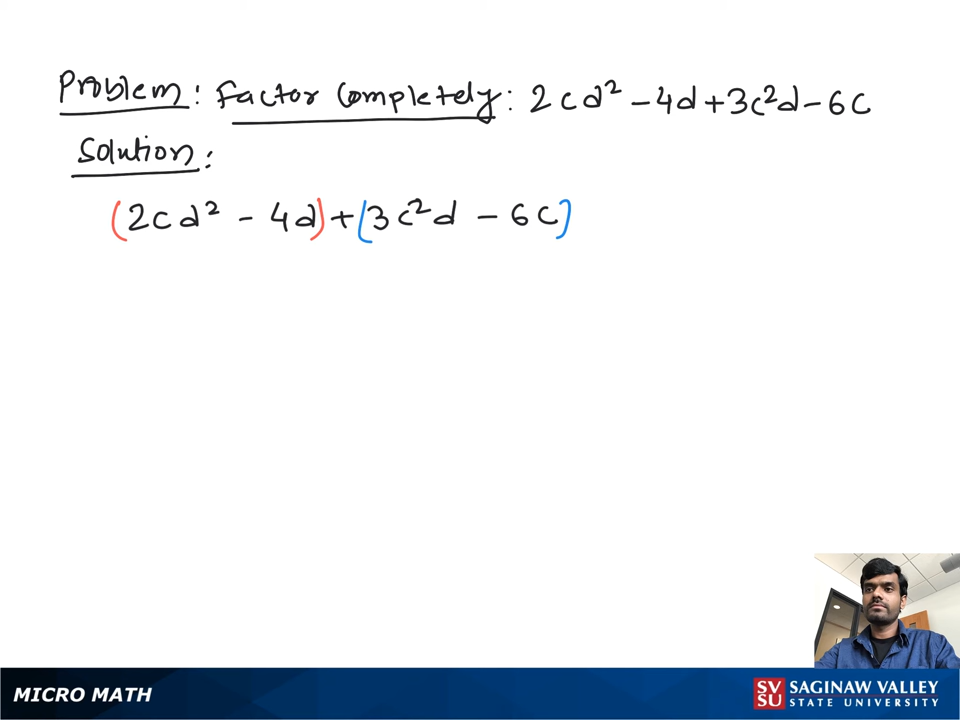 Problem: Factor Completely: 2cd² - 4d + 3c²d - 6c
Solution:
(2cd² - 4d) + (3c²d - 6c)
MICRO MATH
SV SU SAGINAW VALLEY
STATE UNIVERSITY